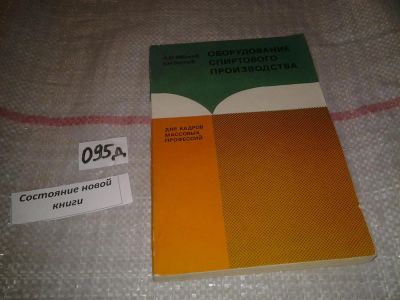 ОБОРУДОВАНИЕ
СПИРТОВОГО
ПРОИЗВОДСТВА
ДЛЯ КАДРОВ
МАССОВЫХ
ПРОФЕССИЙ
095д
Состояние новой
книги